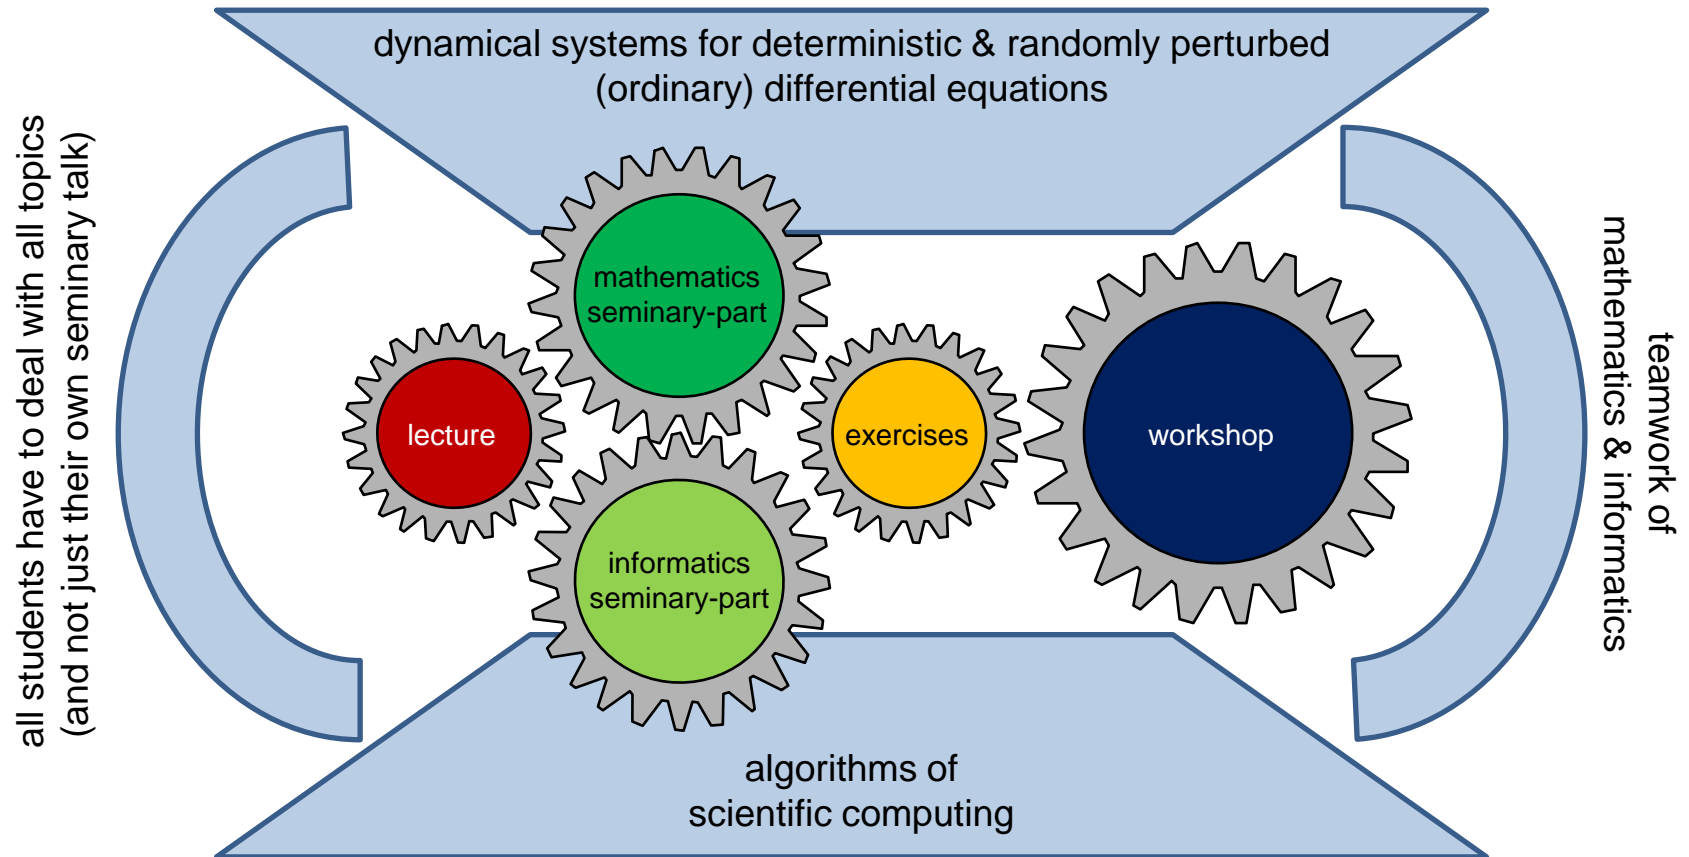 dynamical systems for deterministic & randomly perturbed
(ordinary) differential equations
all students have to deal with all topics
(and not just their own seminary talk)
mathematics
seminary-part
lecture
exercises
workshop
informatics
seminary-part
teamwork of
mathematics & informatics
algorithms of
scientific computing